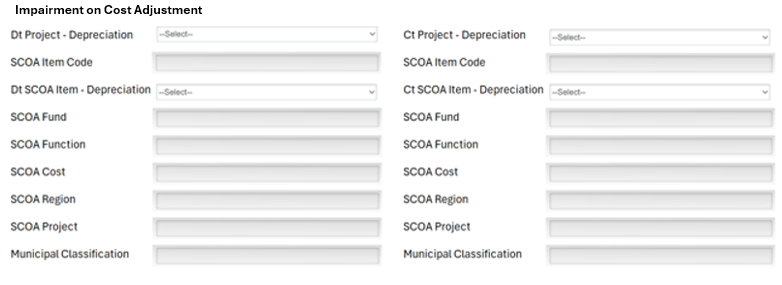 Impairment on Cost Adjustment
Dt Project - Depreciation --Select-- Ct Project - Depreciation --Select--
SCOA Item Code SCOA Item Code
Dt SCOA Item - Depreciation --Select-- Ct SCOA Item - Depreciation --Select--
SCOA Fund SCOA Fund
SCOA Function SCOA Function
SCOA Cost SCOA Cost
SCOA Region SCOA Region
SCOA Project SCOA Project
Municipal Classification Municipal Classification